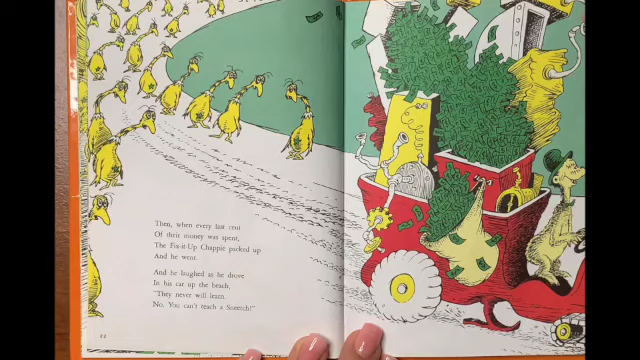 Then, when every last cent
Of their money was spent,
The Fix-it-Up Chappie packed up
And he went.
And he laughed as he drove
In his car up the beach,
"They never will learn.
No. You can't teach a Sneetch!"